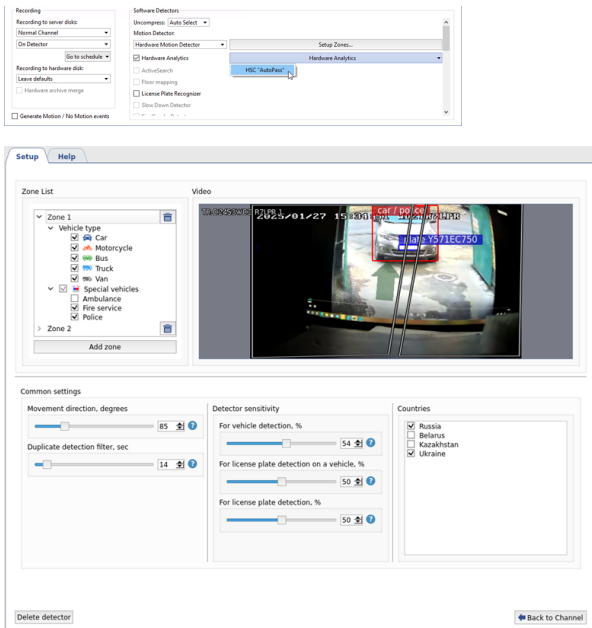 Recording
Recording to server disks:
Normal Channel
On Detector
Go to schedule
Recording to hardware disk:
Leave defaults
Hardware archive merge
Generate Motion / No Motion events
Software Detectors
Uncompress: Auto Select
Motion Detector:
Hardware Motion Detector
Setup Zones...
Hardware Analytics
Hardware Analytics
HSC "AutoPass"
ActiveSearch
Floor mapping
License Plate Recognizer
Slow Down Detector
Setup
Help
Zone List
Zone 1
Vehicle type
Car
Motorcycle
Bus
Truck
Van
Special vehicles
Ambulance
Fire service
Police
Zone 2
Add zone
Video
2025/01/27
car / police
plate Y571EC750
Common settings
Movement direction, degrees
85
Duplicate detection filter, sec
14
Detector sensitivity
For vehicle detection, %
54
For license plate detection on a vehicle, %
50
For license plate detection, %
50
Countries
Russia
Belarus
Kazakhstan
Ukraine
Delete detector
Back to Channel